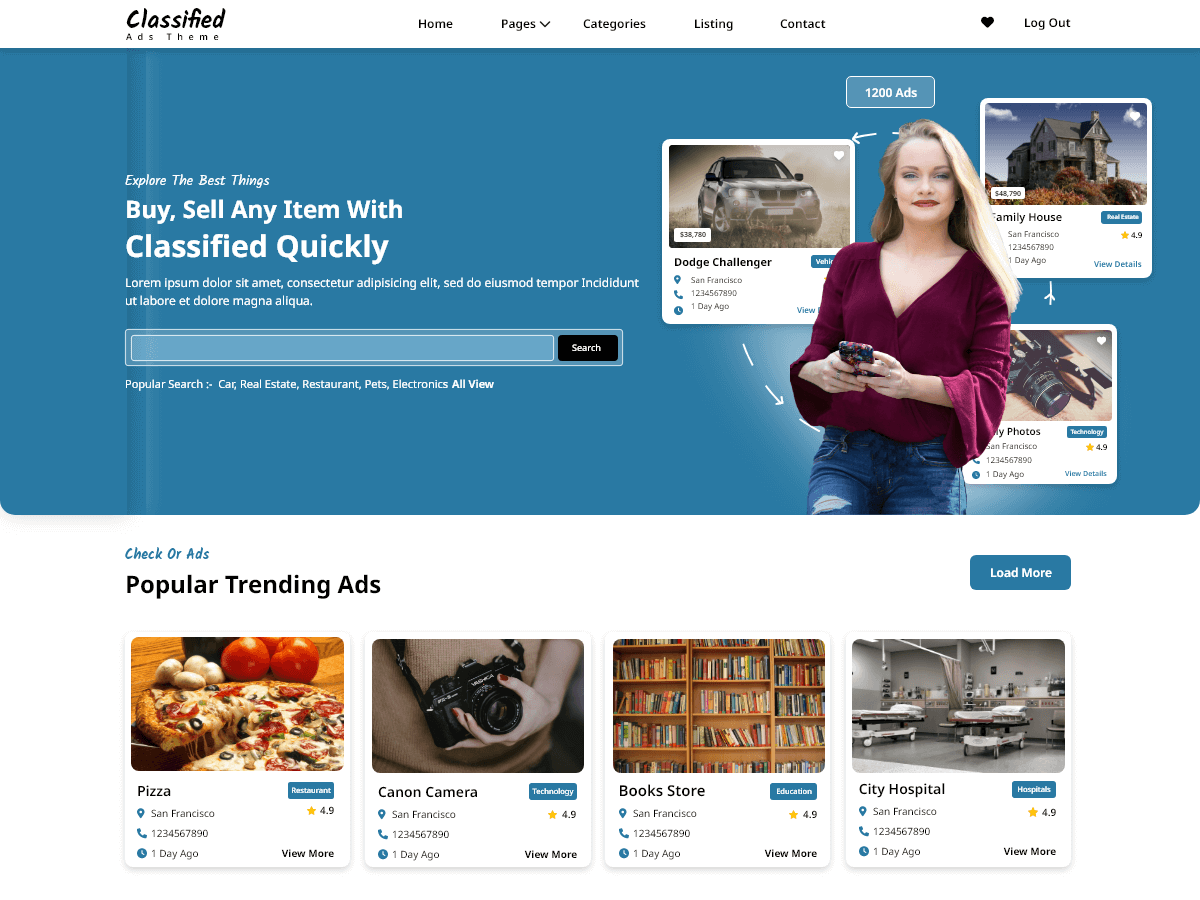 Classified
Ads Theme
Home
Pages
Categories
Listing
Contact
Log Out
1200 Ads
Explore The Best Things
Buy, Sell Any Item With
Classified Quickly
Lorem ipsum dolor sit amet, consectetur adipisicing elit, sed do eiusmod tempor Incididunt
ut labore et dolore magna aliqua.
Search
Popular Search :- Car, Real Estate, Restaurant, Pets, Electronics All View
$38,780
Dodge Challenger
San Francisco
1234567890
1 Day Ago
View
$48,790
Family House
Real Estate
San Francisco
4.9
1234567890
1 Day Ago
View Details
Photos
Technology
San Francisco
4.9
1234567890
1 Day Ago
View Details
Check Or Ads
Popular Trending Ads
Load More
YASHICA
Pizza
Restaurant
San Francisco
4.9
1234567890
1 Day Ago
View More
Canon Camera
Technology
San Francisco
4.9
1234567890
1 Day Ago
View More
Books Store
Education
San Francisco
4.9
1234567890
1 Day Ago
View More
City Hospital
Hospitals
San Francisco
4.9
1234567890
1 Day Ago
View More